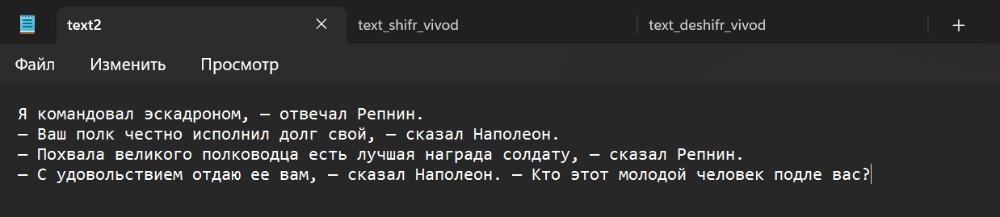 text2
text_shifr_vivod
text_deshifr_vivod
Файл Изменить Просмотр
Я командовал эскадроном, — отвечал Репнин.
— Ваш полк честно исполнил долг свой, — сказал Наполеон.
— Похвала великого полководца есть лучшая награда солдату, — сказал Репнин.
— С удовольствием отдаю ее вам, — сказал Наполеон. — Кто этот молодой человек подле вас?